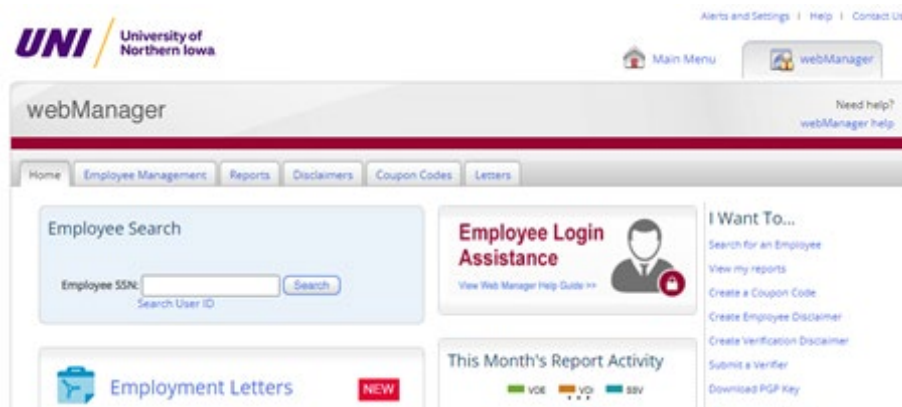 Alerts and Settings | Help | Contact Us
UNI University of
Northern Iowa
Main Menu
webManager
webManager
Need help?
webManager help
Home
Employee Management
Reports
Disclaimers
Coupon Codes
Letters
Employee Search
Employee SSN:
Search
Search User ID
Employee Login
Assistance
View Web Manager Help Guide >>
I Want To...
Search for an Employee
View my reports
Create a Coupon Code
Create Employee Disclaimer
Create Verification Disclaimer
Submit a Verifier
Download PGP Key
Employment Letters
NEW
This Month's Report Activity
VOE
VOI
SSV